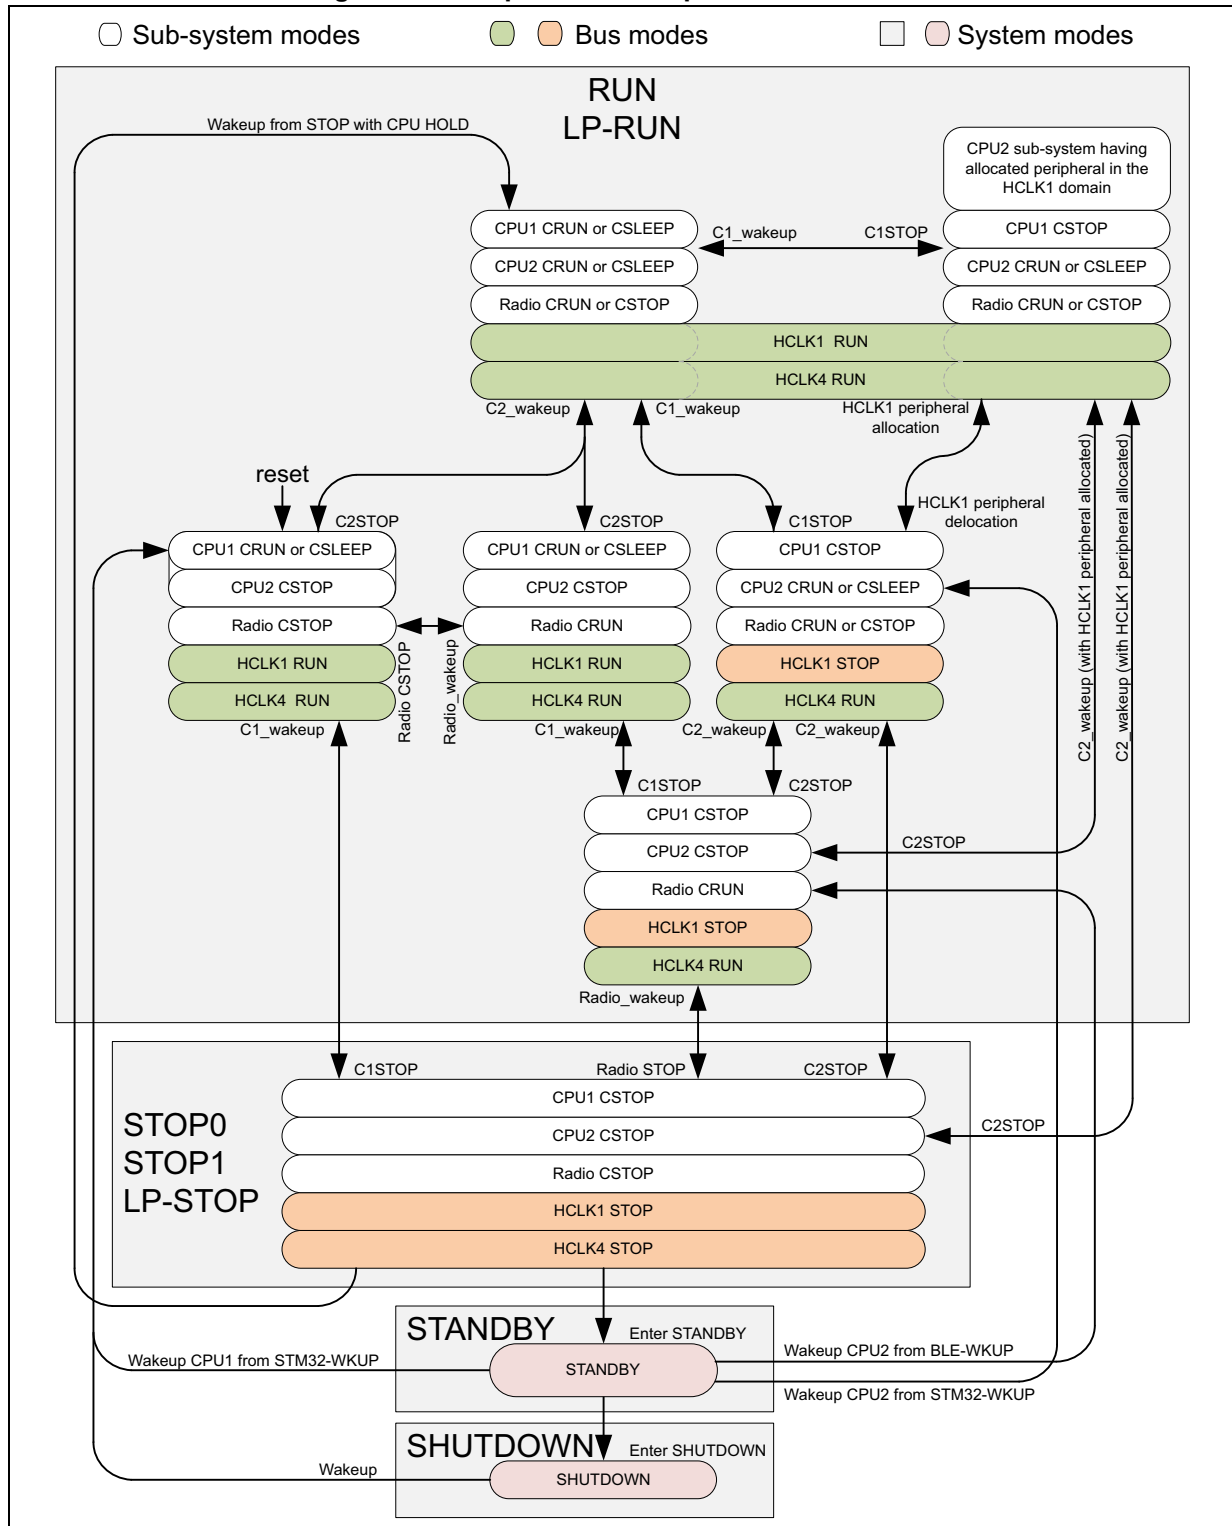 Sub-system modes
Bus modes
System modes
RUN
LP-RUN
Wakeup from STOP with CPU HOLD
CPU2 sub-system having
allocated peripheral in the
HCLK1 domain
CPU1 CRUN or CSLEEP
CPU2 CRUN or CSLEEP
Radio CRUN or CSTOP
C1_wakeup
C1STOP
CPU1 CSTOP
CPU2 CRUN or CSLEEP
Radio CRUN or CSTOP
HCLK1 RUN
HCLK4 RUN
C2_wakeup
C1_wakeup
HCLK1 peripheral
allocation
C2_wakeup (with HCLK1 peripheral allocated)
C2_wakeup (with HCLK1 peripheral allocated)
reset
C2STOP
C2STOP
C1STOP
HCLK1 peripheral
delocation
CPU1 CRUN or CSLEEP
CPU2 CSTOP
Radio CSTOP
HCLK1 RUN
HCLK4 RUN
C1_wakeup
Radio CSTOP
Radio_wakeup
CPU1 CRUN or CSLEEP
CPU2 CSTOP
Radio CRUN
HCLK1 RUN
HCLK4 RUN
C1_wakeup
CPU1 CSTOP
CPU2 CRUN or CSLEEP
Radio CRUN or CSTOP
HCLK1 STOP
HCLK4 RUN
C2_wakeup
C2_wakeup
C1STOP
C2STOP
CPU1 CSTOP
CPU2 CSTOP
Radio CRUN
HCLK1 STOP
HCLK4 RUN
C2STOP
Radio_wakeup
C1STOP
Radio STOP
C2STOP
STOP0
STOP1
LP-STOP
CPU1 CSTOP
CPU2 CSTOP
Radio CSTOP
HCLK1 STOP
HCLK4 STOP
C2STOP
STANDBY
Enter STANDBY
STANDBY
Wakeup CPU1 from STM32-WKUP
Wakeup CPU2 from BLE-WKUP
Wakeup CPU2 from STM32-WKUP
SHUTDOWN
Enter SHUTDOWN
SHUTDOWN
Wakeup